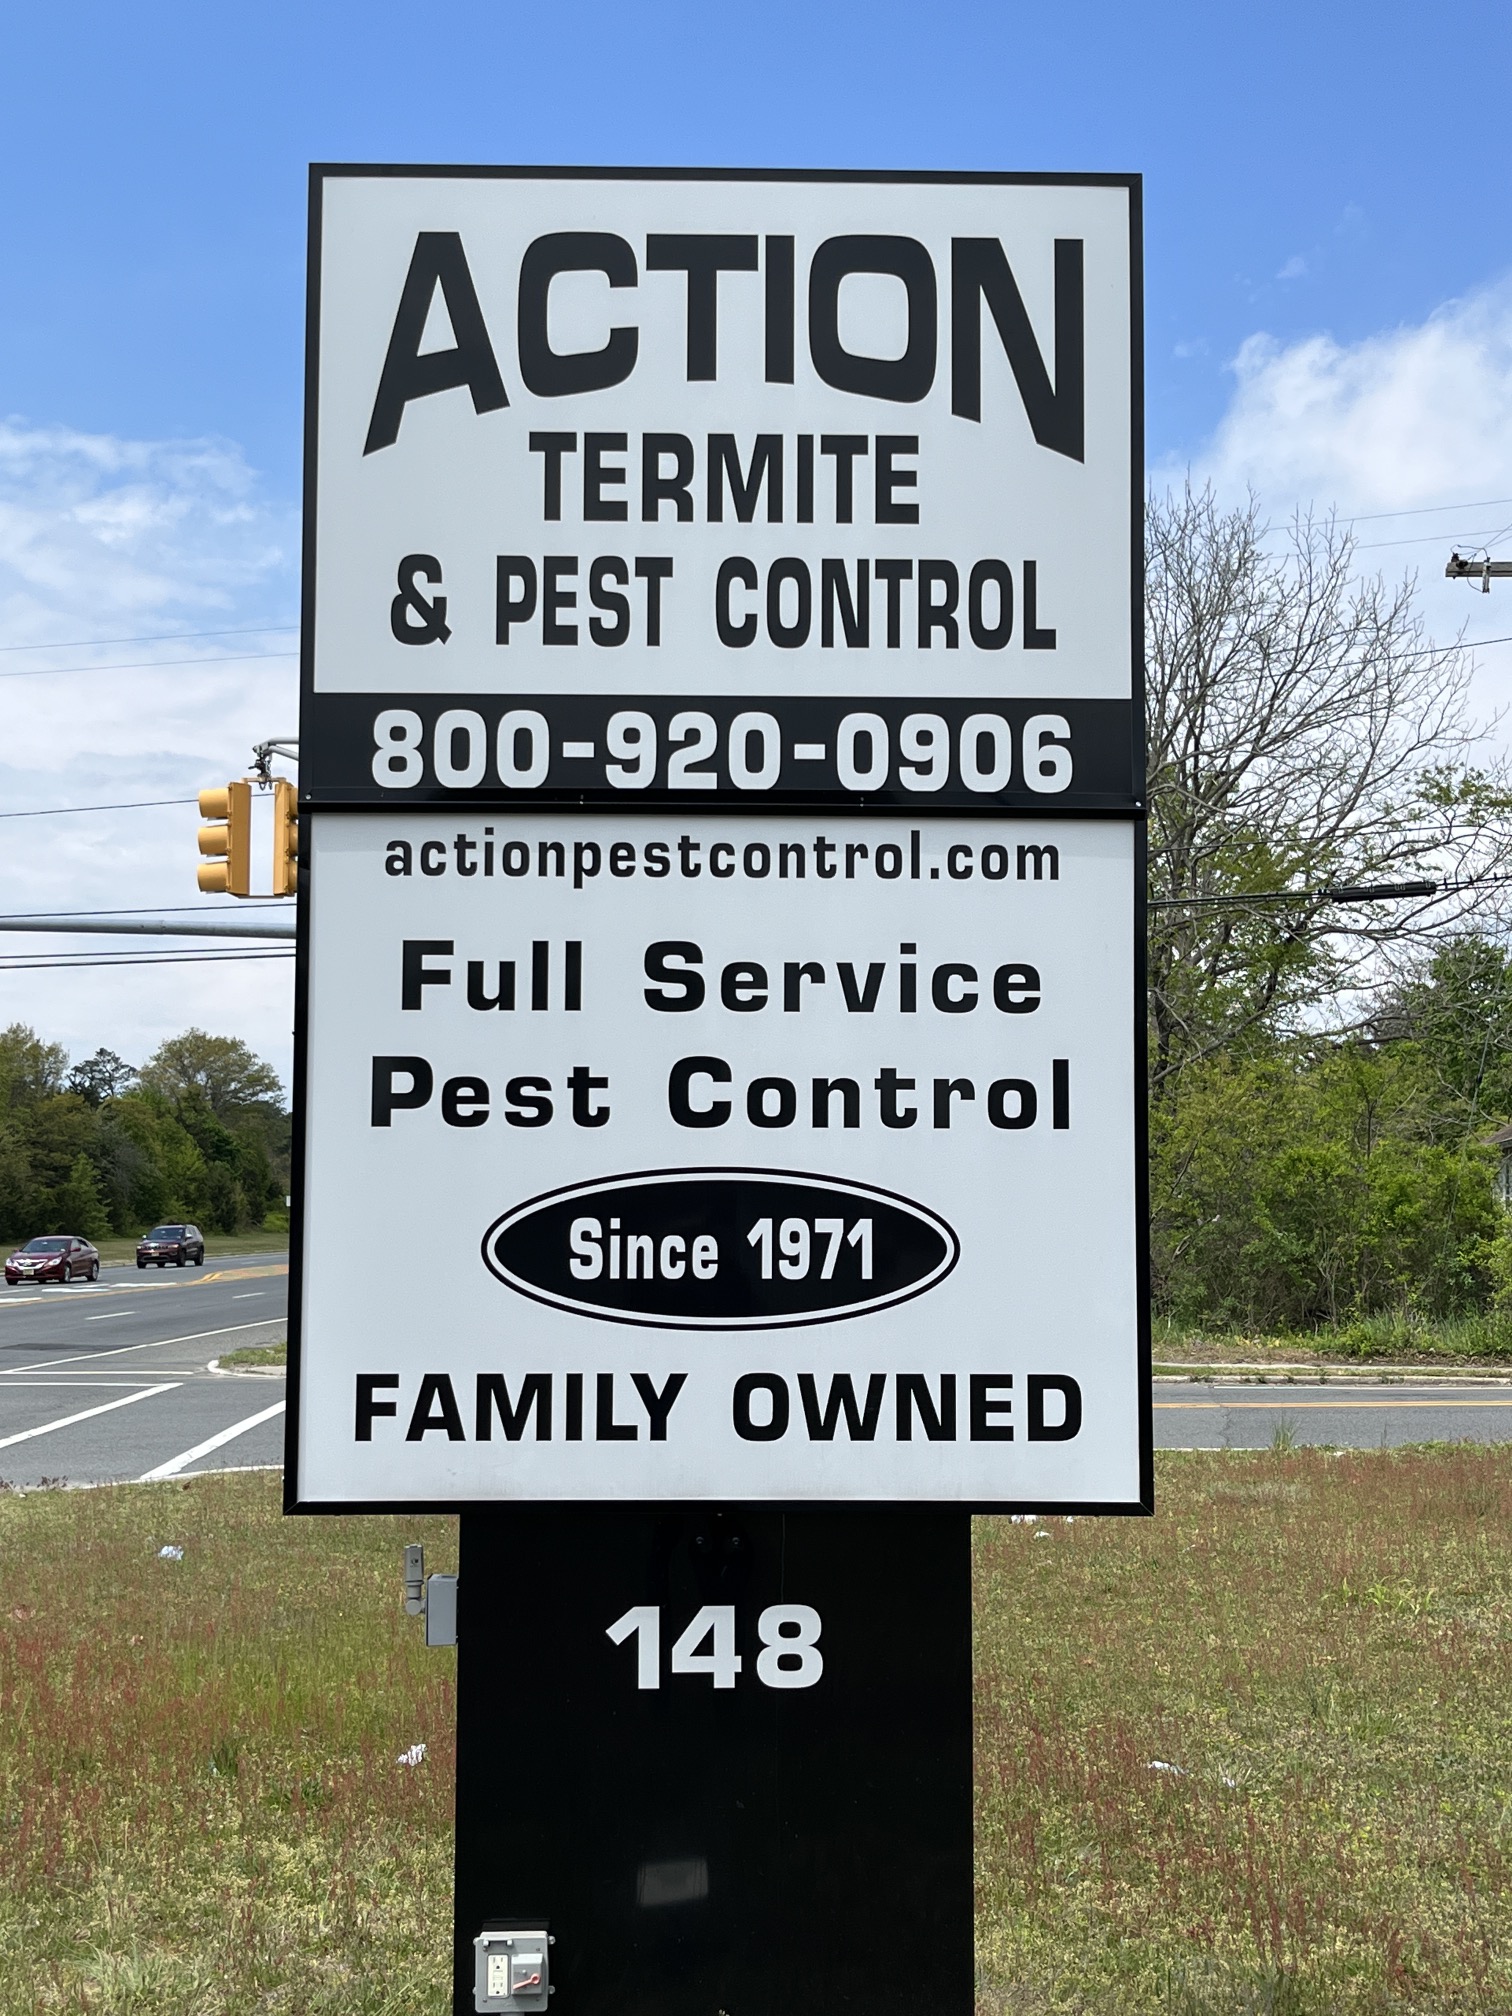 ACTION
TERMITE
& PEST CONTROL
800-920-0906
actionpestcontrol.com
Full Service
Pest Control
Since 1971
FAMILY OWNED
148